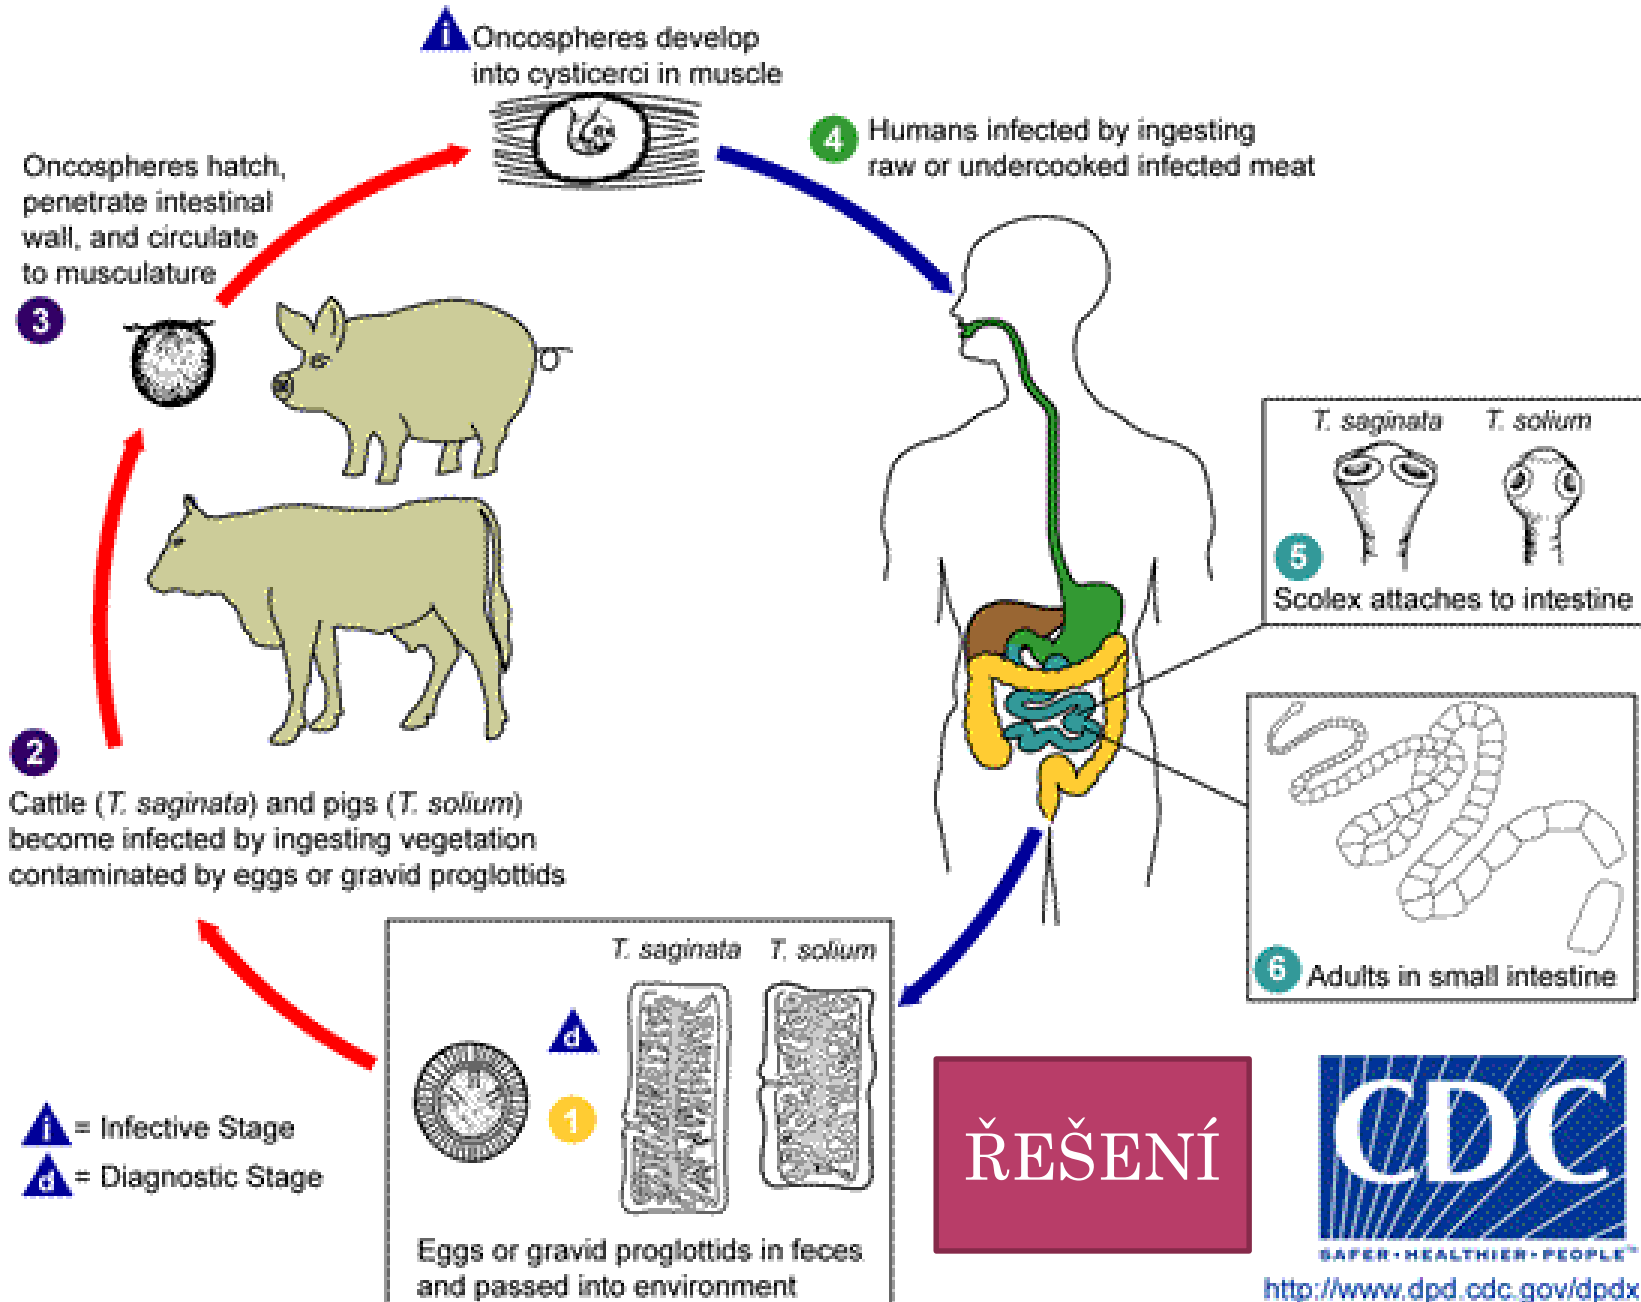 i Oncospheres develop
into cysticerci in muscle
4 Humans infected by ingesting
raw or undercooked infected meat
Oncospheres hatch,
penetrate intestinal
wall, and circulate
to musculature
3
T. saginata T. solium
5
Scolex attaches to intestine
2
Cattle (T. saginata) and pigs (T. solium)
become infected by ingesting vegetation
contaminated by eggs or gravid proglottids
6 Adults in small intestine
T. saginata T. solium
d
1
Eggs or gravid proglottids in feces
and passed into environment
i = Infective Stage
d = Diagnostic Stage
ŘEŠENÍ
CDC
SAFER·HEALTHIER·PEOPLE™
http://www.dpd.cdc.gov/dpdx